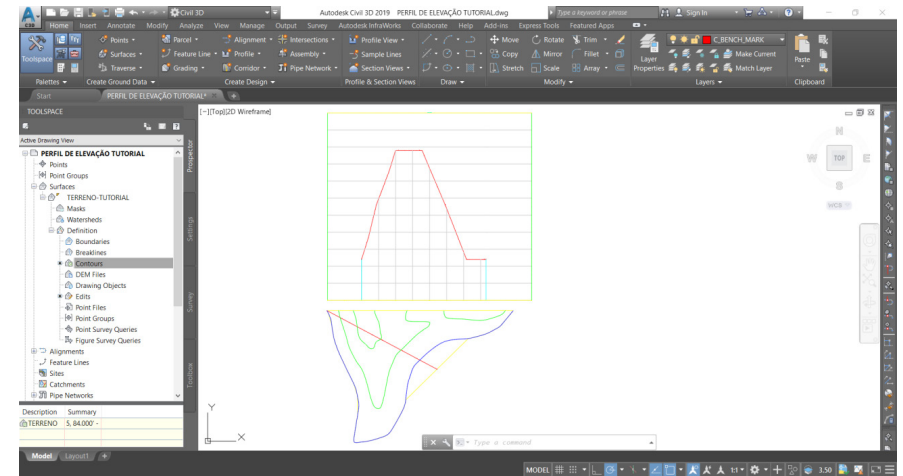 Civil 3D
Autodesk Civil 3D 2019 PERFIL DE ELEVAÇÃO TUTORIAL.dwg
Type a keyword or phrase
Sign In
C3D
Home Insert Annotate Modify Analyze View Manage Output Survey Autodesk InfraWorks Collaborate Help Add-ins Express Tools Featured Apps
Toolspace
Points
Surfaces
Traverse
Parcel
Feature Line
Grading
Alignment
Profile
Corridor
Intersections
Assembly
Pipe Network
Profile View
Sample Lines
Section Views
Move
Copy
Stretch
Rotate
Mirror
Scale
Trim
Fillet
Array
Layer Properties
C_BENCH_MARK
Make Current
Match Layer
Paste
Palettes Create Ground Data Create Design Profile & Section Views Draw Modify Layers Clipboard
Start
PERFIL DE ELEVAÇÃO TUTORIAL*
TOOLSPACE
Active Drawing View
PERFIL DE ELEVAÇÃO TUTORIAL
Points
Point Groups
Surfaces
TERRENO-TUTORIAL
Masks
Watersheds
Definition
Boundaries
Breaklines
Contours
DEM Files
Drawing Objects
Edits
Point Files
Point Groups
Point Survey Queries
Figure Survey Queries
Alignments
Feature Lines
Sites
Catchments
Pipe Networks
Prospector
Settings
Survey
Toolbox
Description Summary
TERRENO 5, 84.000' -
[−][Top][2D Wireframe]
N
W TOP E
S
WCS
Y
X
Type a command
Model Layout1
MODEL
1:1
3.50